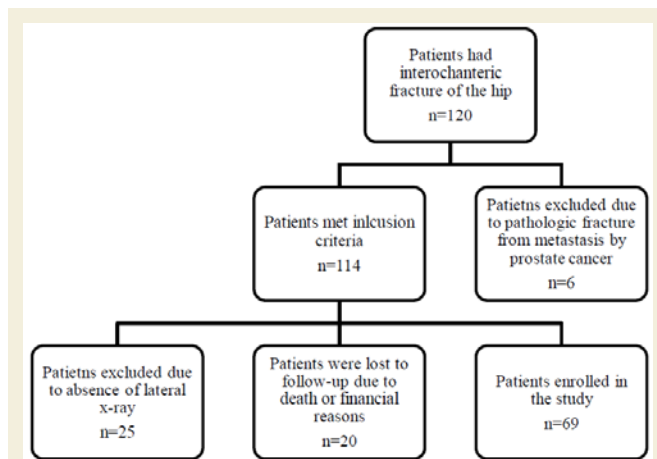 Patients had
interochanteric
fracture of the hip
n=120
Patients met inlcusion
criteria
n=114
Patietns excluded due
to pathologic fracture
from metastasis by
prostate cancer
n=6
Patietns excluded due
to absence of lateral
x-ray
n=25
Patients were lost to
follow-up due to
death or financial
reasons
n=20
Patients enrolled in
the study
n=69